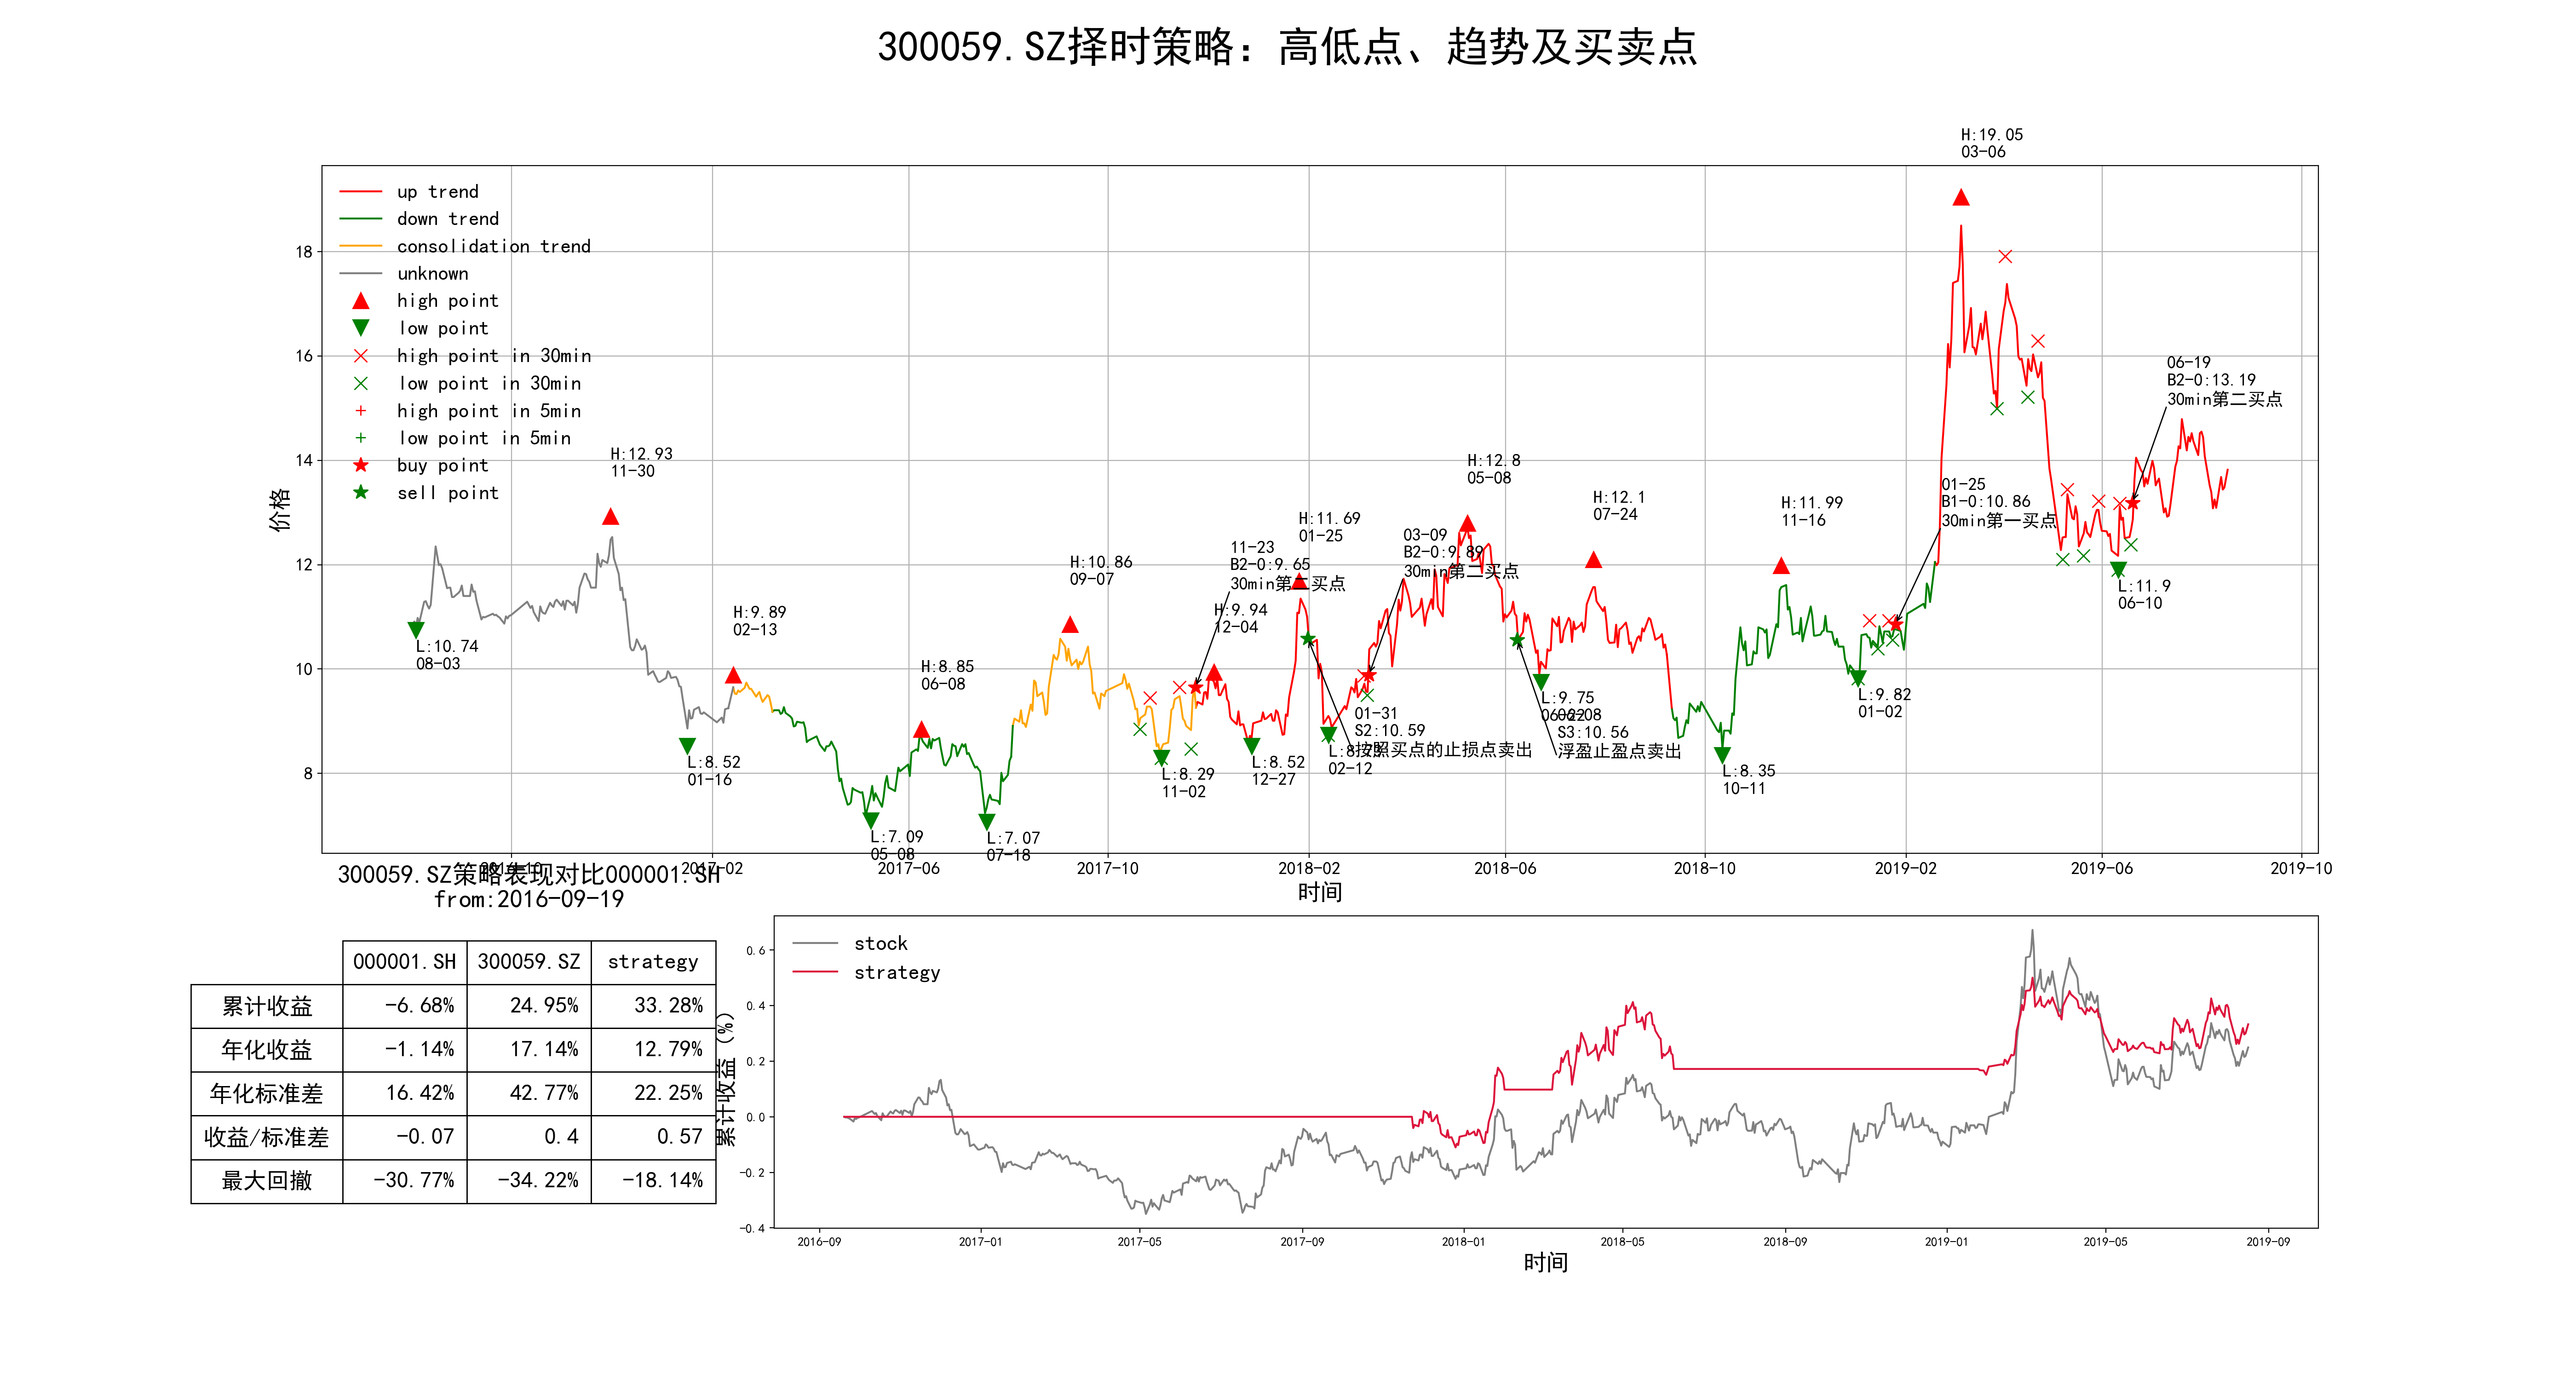 300059.SZ择时策略：高低点、趋势及买卖点
H:19.05
03-06
up trend
down trend
consolidation trend
unknown
high point
low point
high point in 30min
low point in 30min
high point in 5min
low point in 5min
buy point
sell point
价格
18
16
14
12
10
8
L:10.74
08-03
H:12.93
11-30
L:8.52
01-16
H:9.89
02-13
L:7.09
05-08
H:8.85
06-08
L:7.07
07-18
H:10.86
09-07
L:8.29
11-02
11-23
B2-0:9.65
30min第二买点
H:9.94
12-04
L:8.52
12-27
H:11.69
01-25
01-31
S2:10.59
按照买点的止损点卖出
02-12
03-09
B2-0:9.89
30min第二买点
H:12.8
05-08
S3:10.56
浮盈止盈点卖出
L:9.75
H:12.1
07-24
L:8.35
10-11
H:11.99
11-16
L:9.82
01-02
01-25
B1-0:10.86
30min第一买点
L:11.9
06-10
06-19
B2-0:13.19
30min第二买点
2017-02
2017-06
2017-10
2018-02
2018-06
2018-10
2019-02
2019-06
2019-10
时间
300059.SZ策略表现对比000001.SH
from:2016-09-19
000001.SH 300059.SZ strategy
累计收益 -6.68% 24.95% 33.28%
年化收益 -1.14% 17.14% 12.79%
年化标准差 16.42% 42.77% 22.25%
收益/标准差 -0.07 0.4 0.57
最大回撤 -30.77% -34.22% -18.14%
累计收益（%）
stock
strategy
0.6
0.4
0.2
0.0
-0.2
-0.4
2016-09
2017-01
2017-05
2017-09
2018-01
2018-05
2018-09
2019-01
2019-05
2019-09
时间